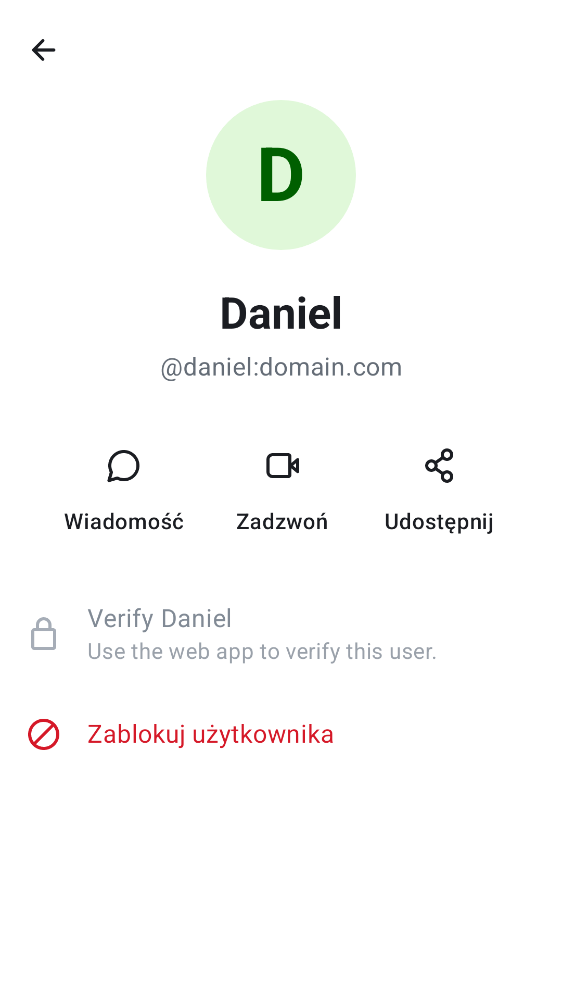 D
Daniel
@daniel:domain.com
Wiadomość
Zadzwoń
Udostępnij
Verify Daniel
Use the web app to verify this user.
Zablokuj użytkownika